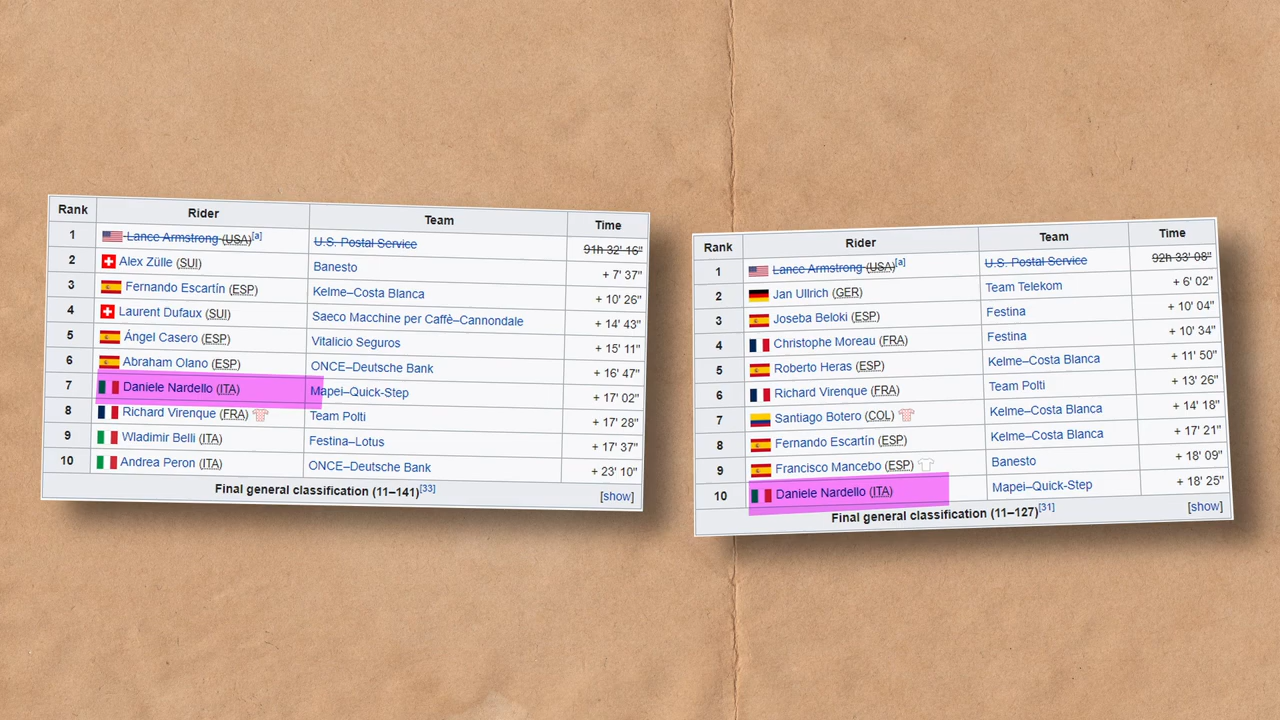 Rank Rider Team Time
1 Lance Armstrong (USA)[a] U.S. Postal Service 91h 32' 16"
2 Alex Zülle (SUI) Banesto + 7' 37"
3 Fernando Escartín (ESP) Kelme–Costa Blanca + 10' 26"
4 Laurent Dufaux (SUI) Saeco Macchine per Caffè–Cannondale + 14' 43"
5 Ángel Casero (ESP) Vitalicio Seguros + 15' 11"
6 Abraham Olano (ESP) ONCE–Deutsche Bank + 16' 47"
7 Daniele Nardello (ITA) Mapei–Quick-Step + 17' 02"
8 Richard Virenque (FRA) Team Polti + 17' 28"
9 Wladimir Belli (ITA) Festina–Lotus + 17' 37"
10 Andrea Peron (ITA) ONCE–Deutsche Bank + 23' 10"
Final general classification (11–141)[33] [show]
Rank Rider Team Time
1 Lance Armstrong (USA)[a] U.S. Postal Service 92h 33' 08"
2 Jan Ullrich (GER) Team Telekom + 6' 02"
3 Joseba Beloki (ESP) Festina + 10' 04"
4 Christophe Moreau (FRA) Festina + 10' 34"
5 Roberto Heras (ESP) Kelme–Costa Blanca + 11' 50"
6 Richard Virenque (FRA) Team Polti + 13' 26"
7 Santiago Botero (COL) Kelme–Costa Blanca + 14' 18"
8 Fernando Escartín (ESP) Kelme–Costa Blanca + 17' 21"
9 Francisco Mancebo (ESP) Banesto + 18' 09"
10 Daniele Nardello (ITA) Mapei–Quick-Step + 18' 25"
Final general classification (11–127)[31] [show]